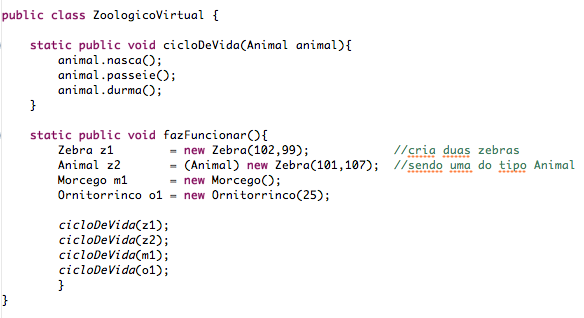 public class ZoologicoVirtual {
static public void cicloDeVida(Animal animal){
animal.nasca();
animal.passeie();
animal.durma();
}
static public void fazFuncionar(){
Zebra z1 = new Zebra(102,99); //cria duas zebras
Animal z2 = (Animal) new Zebra(101,107); //sendo uma do tipo Animal
Morcego m1 = new Morcego();
Ornitorrinco o1 = new Ornitorrinco(25);
cicloDeVida(z1);
cicloDeVida(z2);
cicloDeVida(m1);
cicloDeVida(o1);
}
}